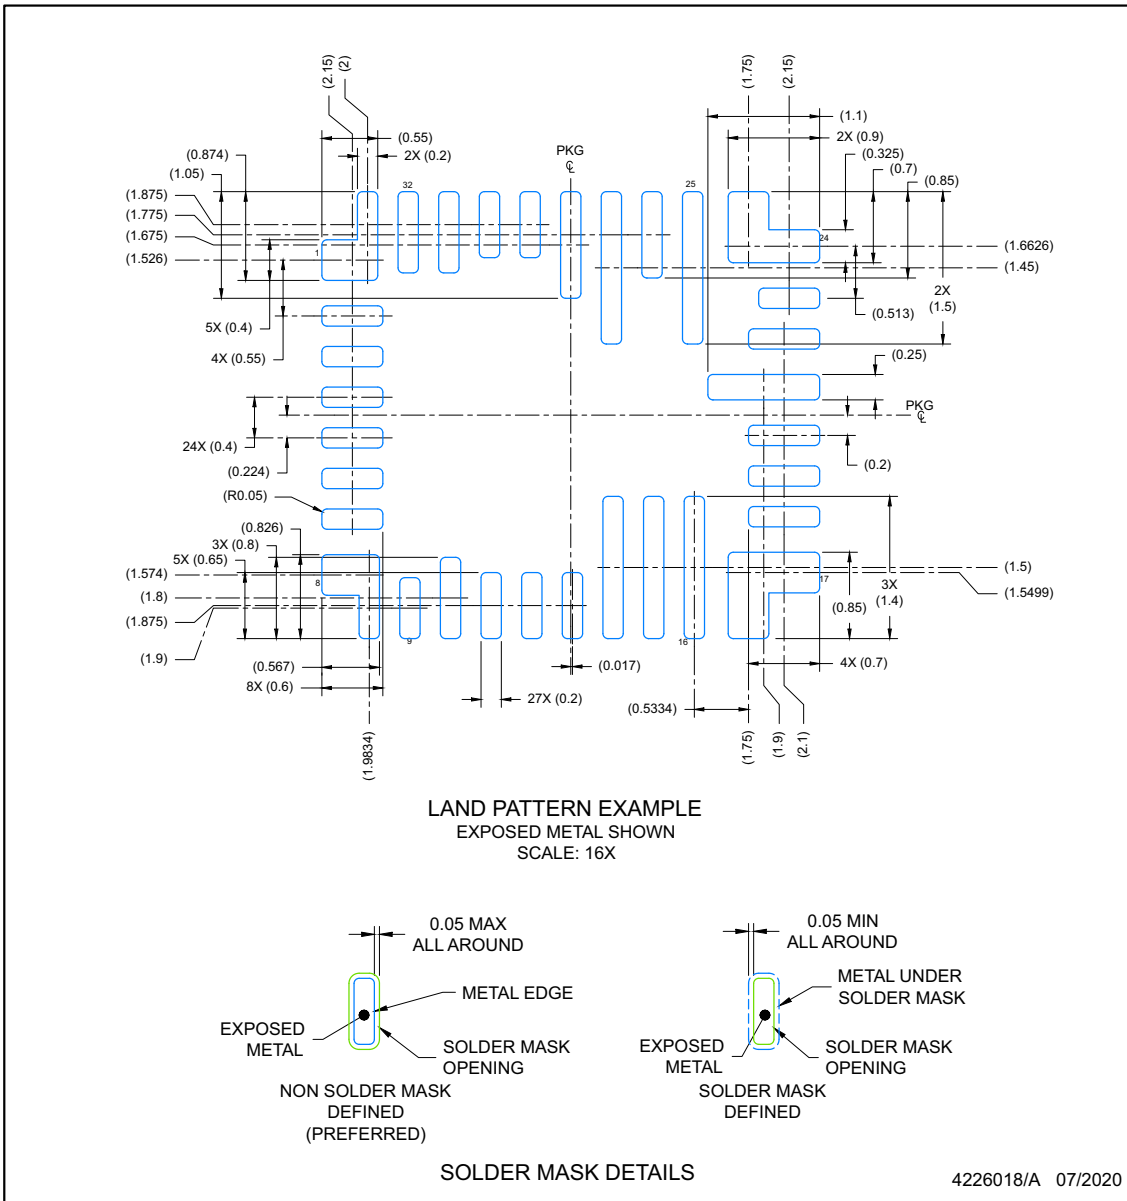 (2.15)
(2)
(1.75)
(2.15)
(0.55)
2X (0.2)
(0.874)
(1.05)
(1.875)
(1.775)
(1.675)
(1.526)
PKG
℄
(1.1)
2X (0.9)
(0.325)
(0.7)
(0.85)
32
25
1
24
(1.6626)
(1.45)
2X
(1.5)
(0.513)
5X (0.4)
4X (0.55)
(0.25)
PKG
℄
24X (0.4)
(0.224)
(0.2)
(R0.05)
(0.826)
3X (0.8)
5X (0.65)
(1.574)
(1.8)
(1.875)
(1.9)
8
9
16
17
(1.5)
(1.5499)
3X
(1.4)
(0.85)
(0.567)
8X (0.6)
(0.017)
27X (0.2)
4X (0.7)
(0.5334)
(1.9834)
(1.75)
(1.9)
(2.1)
LAND PATTERN EXAMPLE
EXPOSED METAL SHOWN
SCALE: 16X
0.05 MAX
ALL AROUND
METAL EDGE
EXPOSED
METAL
SOLDER MASK
OPENING
NON SOLDER MASK
DEFINED
(PREFERRED)
0.05 MIN
ALL AROUND
METAL UNDER
SOLDER MASK
EXPOSED
METAL
SOLDER MASK
OPENING
SOLDER MASK
DEFINED
SOLDER MASK DETAILS
4226018/A 07/2020